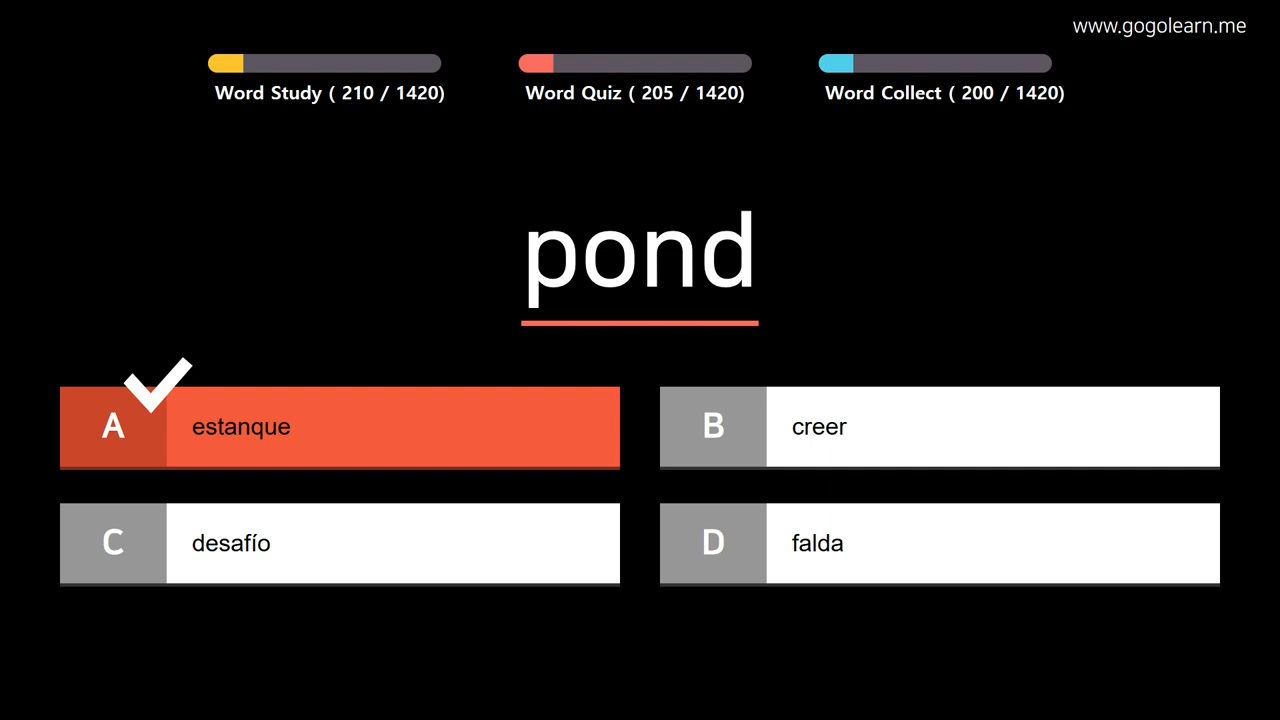 www.gogolearn.me
Word Study ( 210 / 1420)
Word Quiz ( 205 / 1420)
Word Collect ( 200 / 1420)
pond
A estanque
B creer
C desafío
D falda